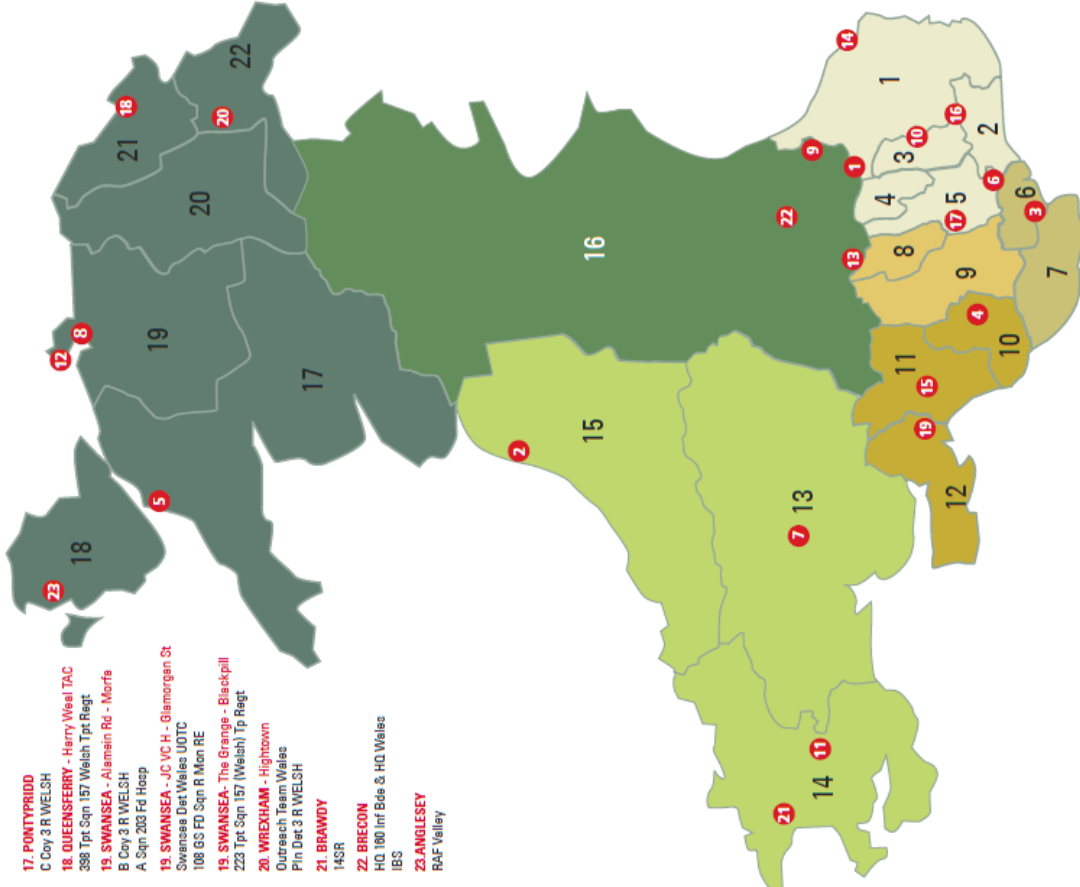 17. PONTYPRIDD
C Coy 3 R WELSH
18. QUEENSFERRY - Harry Weal TAC
398 Tpt Sqn 157 Welsh Tpt Regt
19. SWANSEA - Alamein Rd - Morfa
B Coy 3 R WELSH
A Sqn 203 Fd Hosp
19. SWANSEA - JC VC H - Glamorgan St
Swansea Det Wales UOTC
108 GS FD Sqn R Mon RE
19. SWANSEA- The Grange - Blackpill
223 Tpt Sqn 157 (Welsh) Tp Regt
20. WREXHAM - Hightown
Outreach Team Wales
Pln Det 3 R WELSH
21. BRAWDY
14SR
22. BRECON
HQ 160 Inf Bde & HQ Wales
IBS
23.ANGLESEY
RAF Valley
23
18
5
12
8
19
17
21
18
20
20
22
2
15
16
7
13
21
11
14
22
9
14
1
1
10
16
3
2
4
5
17
6
6
3
7
13
8
9
4
10
11
15
19
12